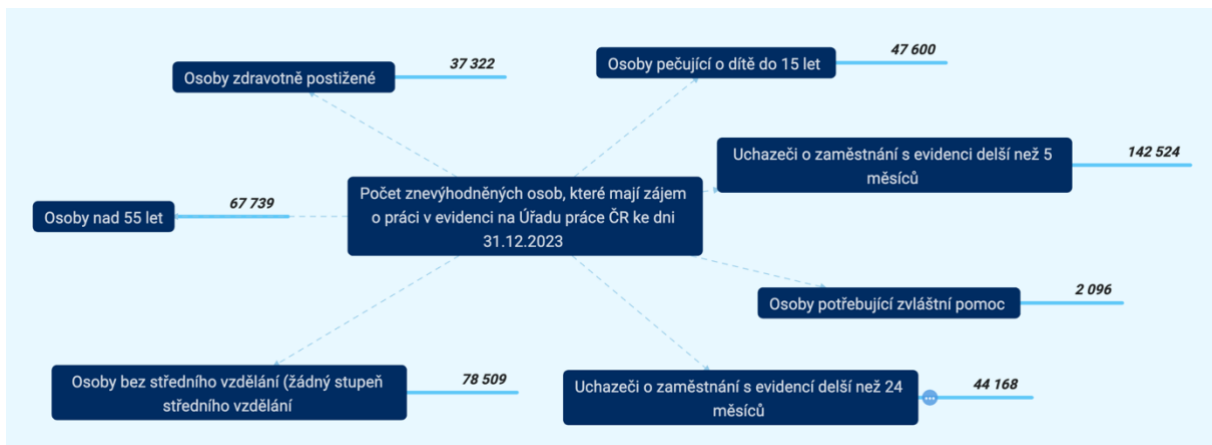 Osoby zdravotně postižené
37 322
Osoby pečující o dítě do 15 let
47 600
Uchazeči o zaměstnání s evidenci delší než 5
měsíců
142 524
Počet znevýhodněných osob, které mají zájem
o práci v evidenci na Úřadu práce ČR ke dni
31.12.2023
Osoby nad 55 let
67 739
Osoby potřebující zvláštní pomoc
2 096
Osoby bez středního vzdělání (žádný stupeň
středního vzdělání
78 509
Uchazeči o zaměstnání s evidencí delší než 24
měsíců
44 168